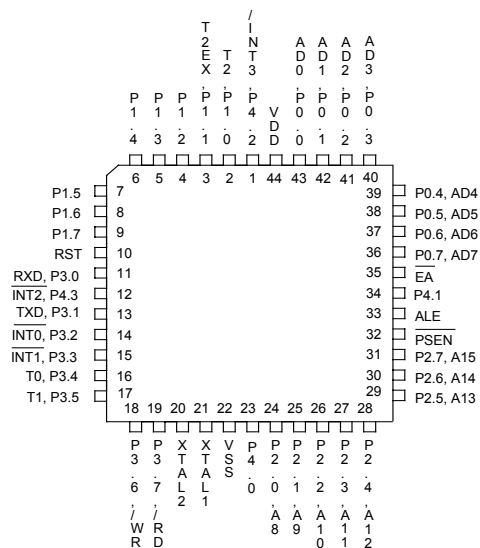 P1.4
P1.3
P1.2
T2EX,P1.1
T2,P1.0
/INT3,P4.2
VDD
AD0,P0.0
AD1,P0.1
AD2,P0.2
AD3,P0.3
6 5 4 3 2 1 44 43 42 41 40
P1.5 7
P1.6 8
P1.7 9
RST 10
RXD, P3.0 11
INT2, P4.3 12
TXD, P3.1 13
INT0, P3.2 14
INT1, P3.3 15
T0, P3.4 16
T1, P3.5 17
39 P0.4, AD4
38 P0.5, AD5
37 P0.6, AD6
36 P0.7, AD7
35 EA
34 P4.1
33 ALE
32 PSEN
31 P2.7, A15
30 P2.6, A14
29 P2.5, A13
18 19 20 21 22 23 24 25 26 27 28
P3.6,/WR
P3.7,/RD
XTAL2
XTAL1
VSS
P4.0
P2.0,A8
P2.1,A9
P2.2,A10
P2.3,A11
P2.4,A12